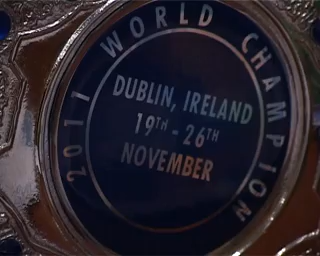 2011 WORLD CHAMPION
DUBLIN, IRELAND
19TH - 26TH
NOVEMBER